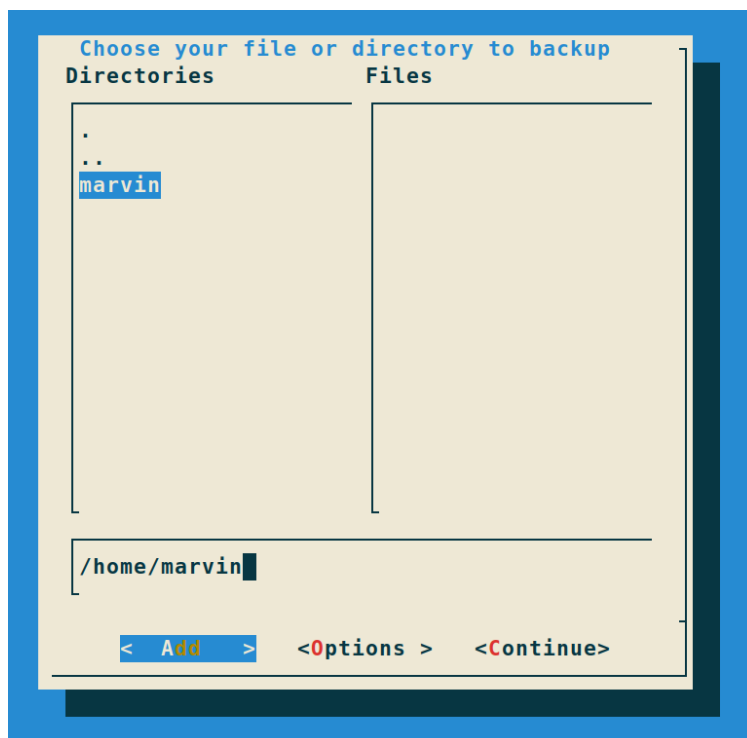 Choose your file or directory to backup
Directories Files
.
..
marvin
/home/marvin
< Add > <Options > <Continue>